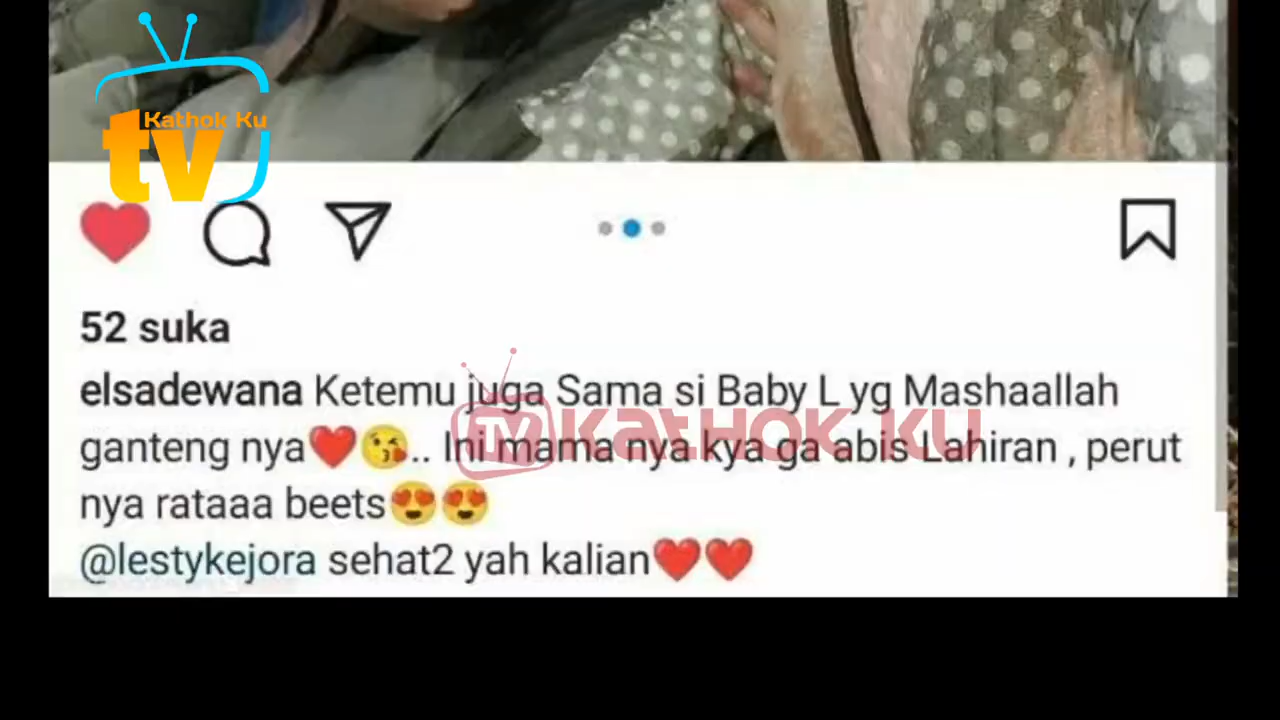 Kathok Ku
tv
52 suka
elsadewana Ketemu juga Sama si Baby L yg Mashaallah
ganteng nya❤️😘.. Ini mama nya kya ga abis Lahiran , perut
nya rataaa beets😍😍
@lestykejora sehat2 yah kalian❤️❤️
TV KATHOK KU